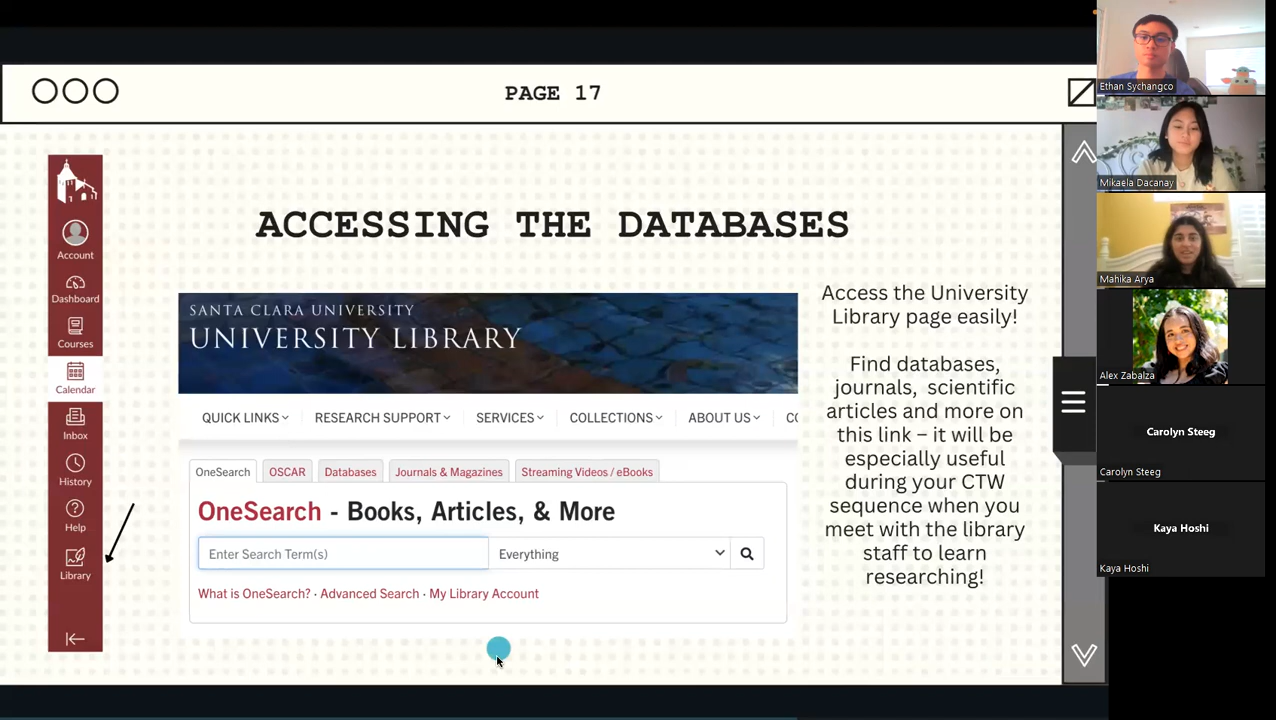 PAGE 17
ACCESSING THE DATABASES
Account
Dashboard
Courses
Calendar
Inbox
History
Help
Library
SANTA CLARA UNIVERSITY
UNIVERSITY LIBRARY
QUICK LINKS RESEARCH SUPPORT SERVICES COLLECTIONS ABOUT US CO
OneSearch OSCAR Databases Journals & Magazines Streaming Videos / eBooks
OneSearch - Books, Articles, & More
Enter Search Term(s) Everything
What is OneSearch? · Advanced Search · My Library Account
Access the University
Library page easily!
Find databases,
journals, scientific
articles and more on
this link – it will be
especially useful
during your CTW
sequence when you
meet with the library
staff to learn
researching!
Ethan Sychangco
Mikaela Dacanay
Mahika Arya
Alex Zabalza
Carolyn Steeg
Carolyn Steeg
Kaya Hoshi
Kaya Hoshi